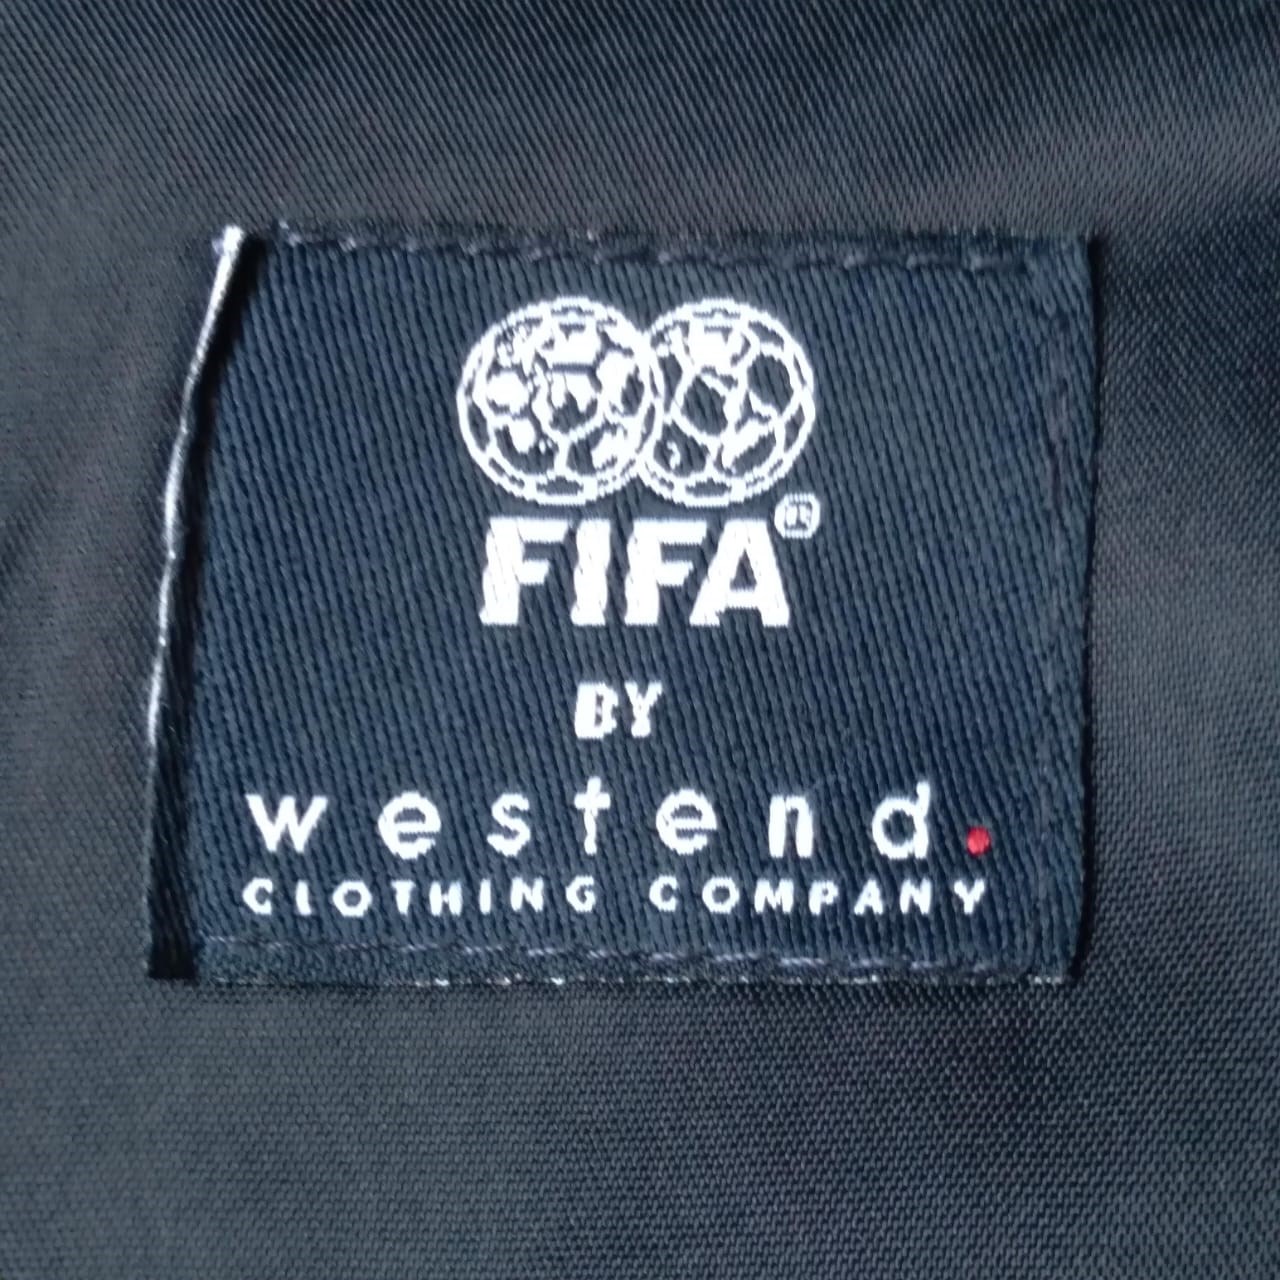 FIFA®
BY
westend.
CLOTHING COMPANY